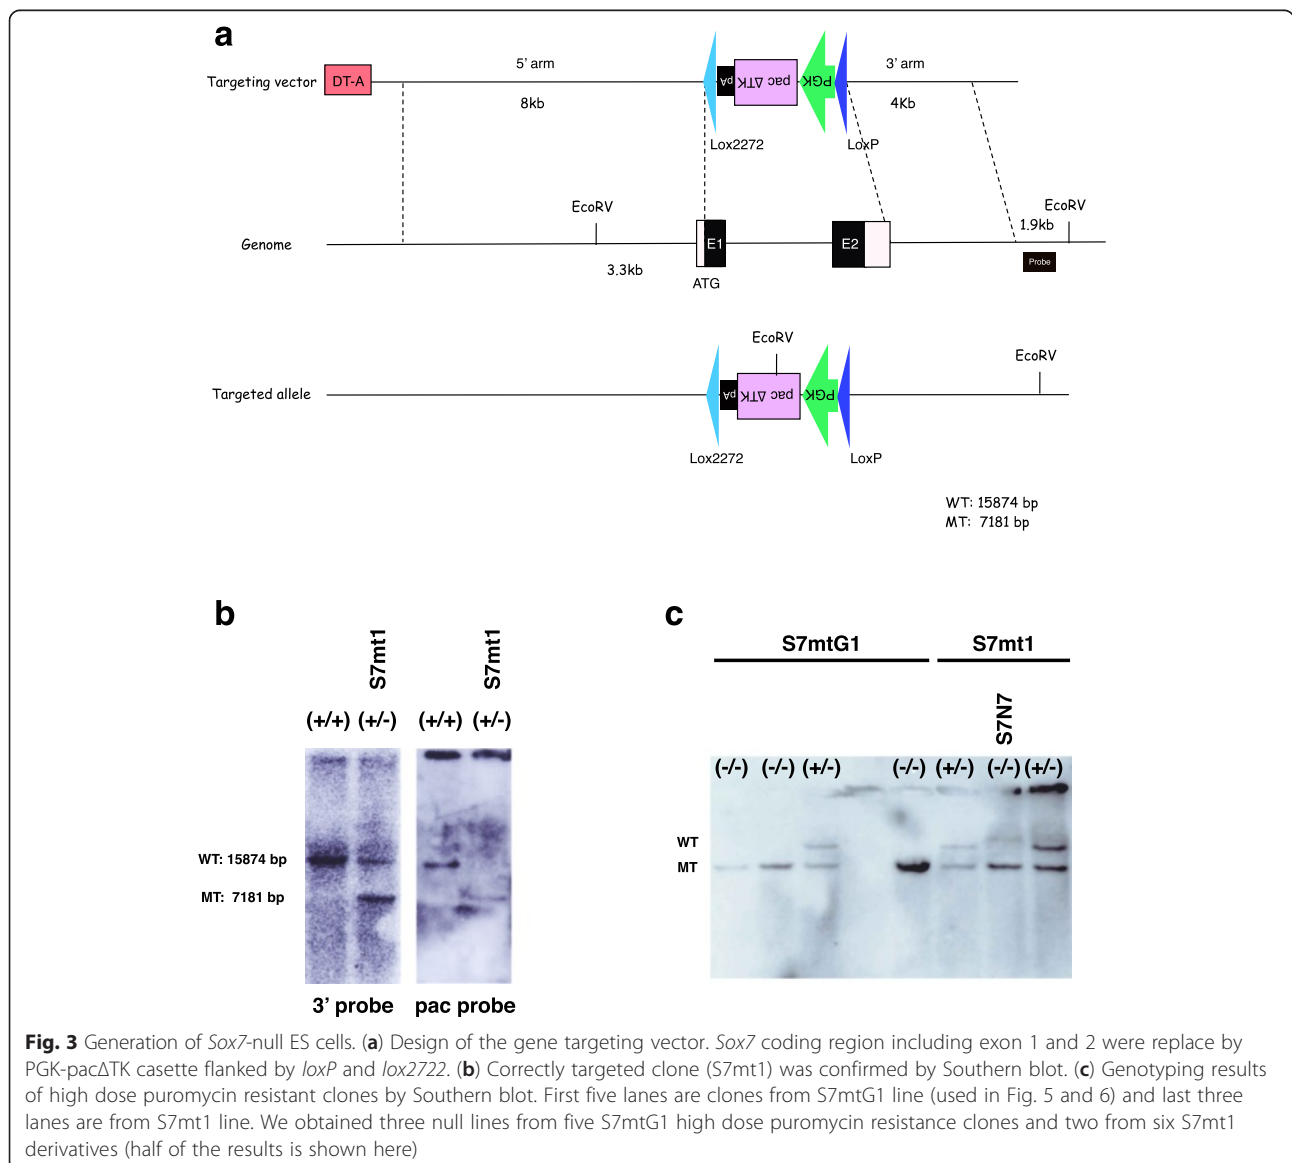 a
Targeting vector
DT-A
5' arm
8kb
pA
pac ΔTK
PGK
3' arm
4Kb
Lox2272
LoxP
Genome
EcoRV
3.3kb
E1
ATG
E2
1.9kb
EcoRV
Probe
Targeted allele
EcoRV
pA
pac ΔTK
PGK
EcoRV
Lox2272
LoxP
WT: 15874 bp
MT: 7181 bp
b
S7mt1
S7mt1
(+/+) (+/-) (+/+) (+/-)
WT: 15874 bp
MT: 7181 bp
3’ probe pac probe
c
S7mtG1 S7mt1
S7N7
(-/-) (-/-) (+/-) (-/-) (+/-) (-/-) (+/-)
WT
MT
Fig. 3 Generation of Sox7-null ES cells. (a) Design of the gene targeting vector. Sox7 coding region including exon 1 and 2 were replace by
PGK-pacΔTK casette flanked by loxP and lox2722. (b) Correctly targeted clone (S7mt1) was confirmed by Southern blot. (c) Genotyping results
of high dose puromycin resistant clones by Southern blot. First five lanes are clones from S7mtG1 line (used in Fig. 5 and 6) and last three
lanes are from S7mt1 line. We obtained three null lines from five S7mtG1 high dose puromycin resistance clones and two from six S7mt1
derivatives (half of the results is shown here)